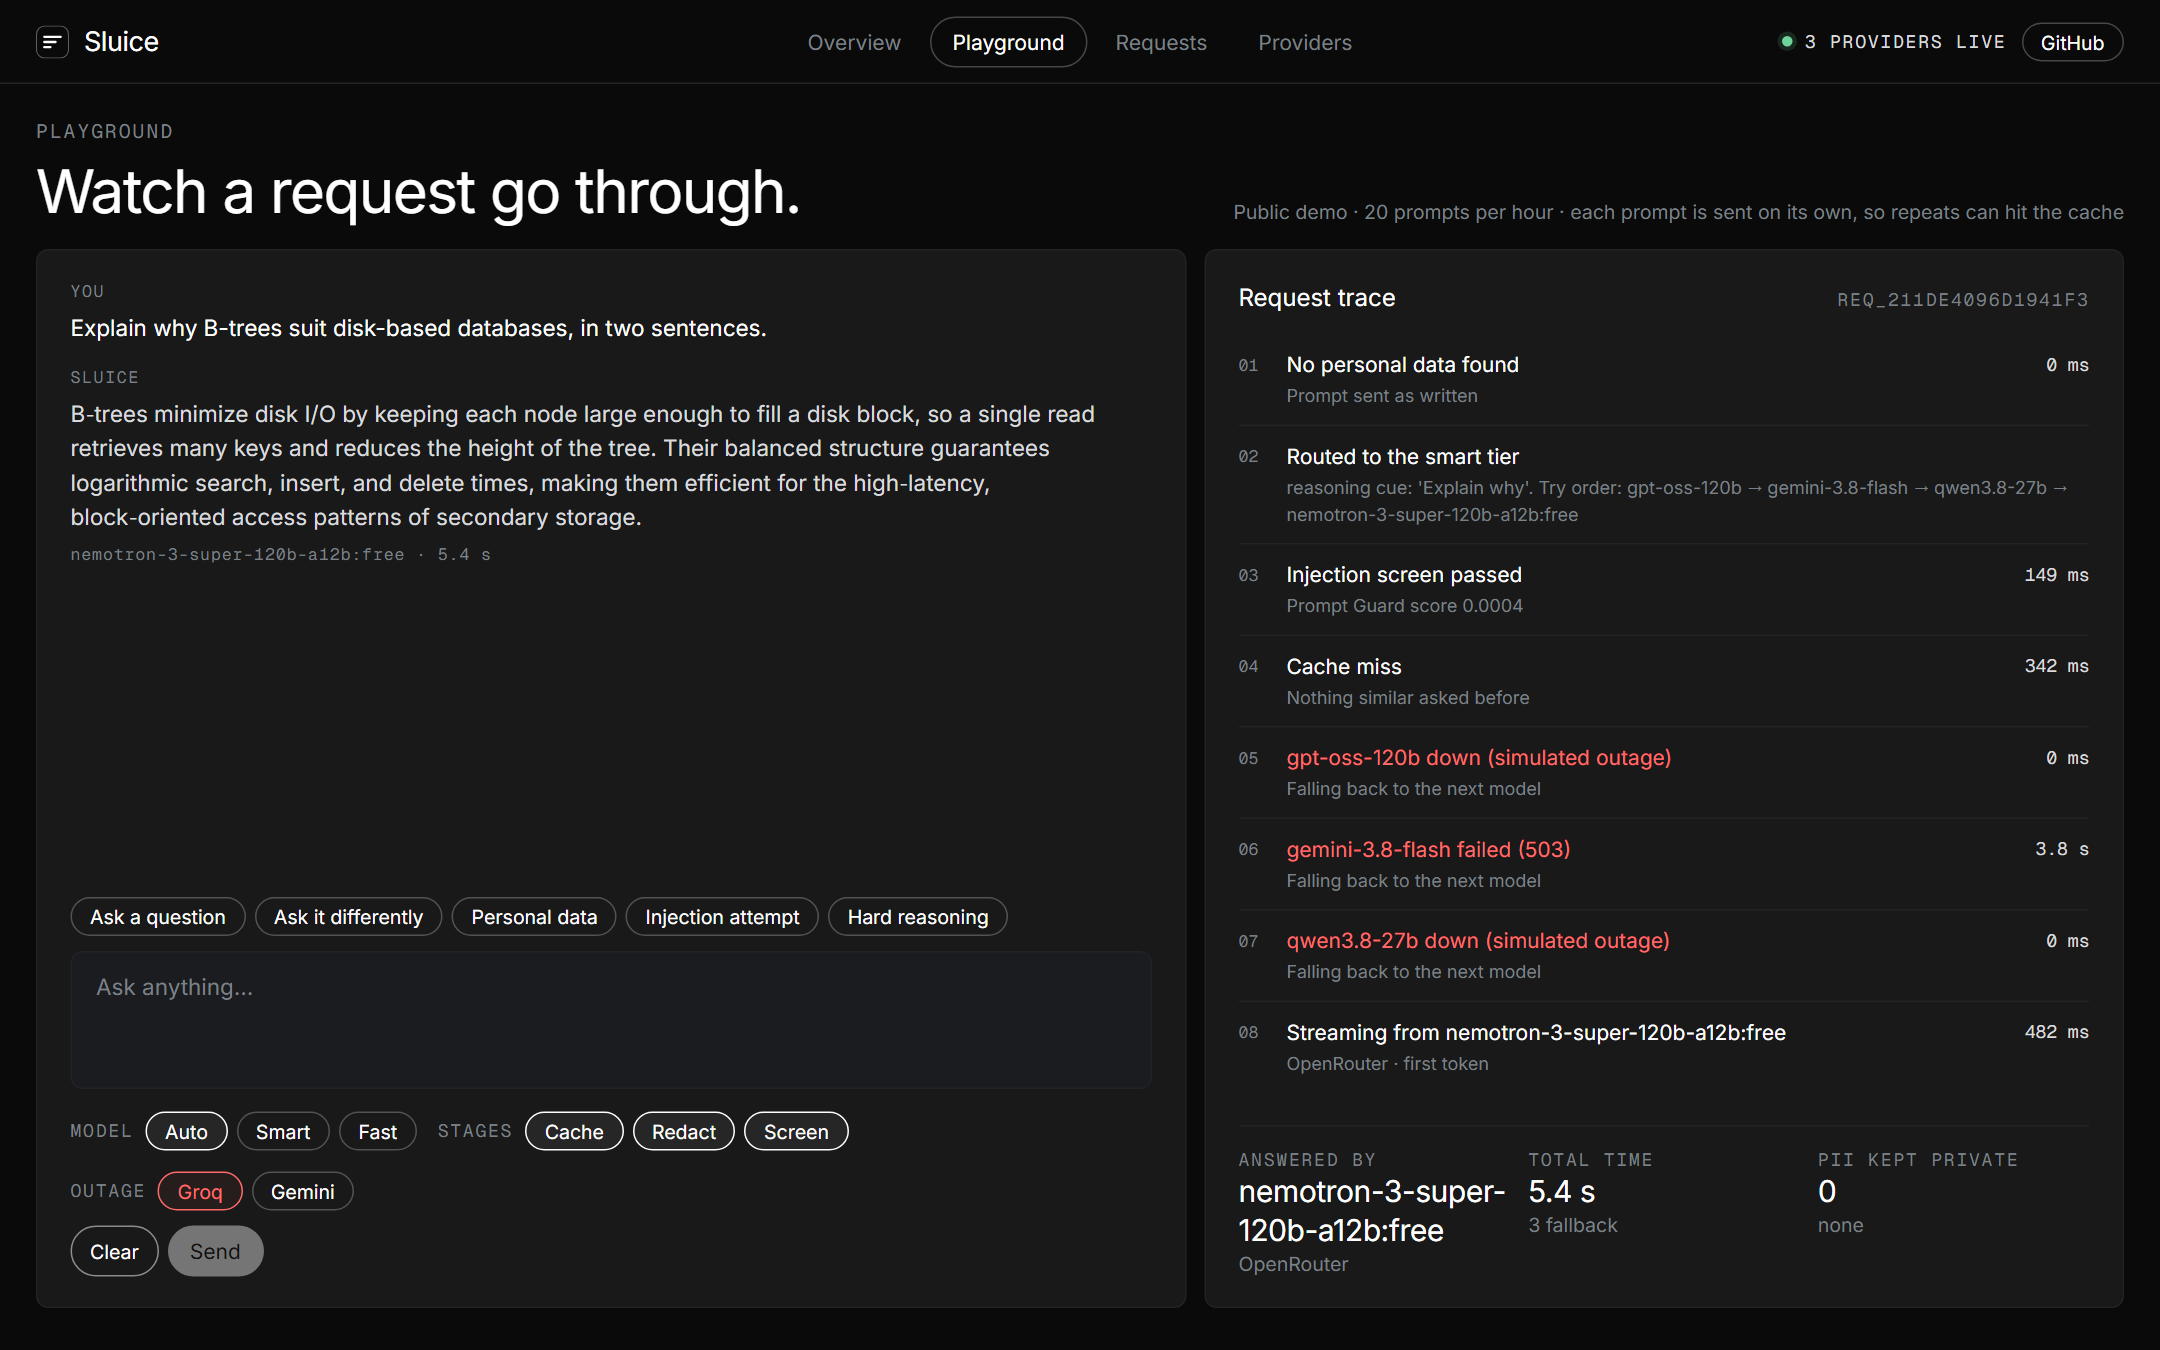 Sluice
Overview
Playground
Requests
Providers
3 PROVIDERS LIVE
GitHub
PLAYGROUND
Watch a request go through.
Public demo · 20 prompts per hour · each prompt is sent on its own, so repeats can hit the cache
YOU
Explain why B-trees suit disk-based databases, in two sentences.
SLUICE
B-trees minimize disk I/O by keeping each node large enough to fill a disk block, so a single read
retrieves many keys and reduces the height of the tree. Their balanced structure guarantees
logarithmic search, insert, and delete times, making them efficient for the high-latency,
block-oriented access patterns of secondary storage.
nemotron-3-super-120b-a12b:free · 5.4 s
Ask a question
Ask it differently
Personal data
Injection attempt
Hard reasoning
Ask anything...
MODEL
Auto
Smart
Fast
STAGES
Cache
Redact
Screen
OUTAGE
Groq
Gemini
Clear
Send
Request trace
REQ_211DE4096D1941F3
01 No personal data found 0 ms
Prompt sent as written
02 Routed to the smart tier
reasoning cue: 'Explain why'. Try order: gpt-oss-120b → gemini-3.8-flash → qwen3.8-27b →
nemotron-3-super-120b-a12b:free
03 Injection screen passed 149 ms
Prompt Guard score 0.0004
04 Cache miss 342 ms
Nothing similar asked before
05 gpt-oss-120b down (simulated outage) 0 ms
Falling back to the next model
06 gemini-3.8-flash failed (503) 3.8 s
Falling back to the next model
07 qwen3.8-27b down (simulated outage) 0 ms
Falling back to the next model
08 Streaming from nemotron-3-super-120b-a12b:free 482 ms
OpenRouter · first token
ANSWERED BY
nemotron-3-super-
120b-a12b:free
OpenRouter
TOTAL TIME
5.4 s
3 fallback
PII KEPT PRIVATE
0
none